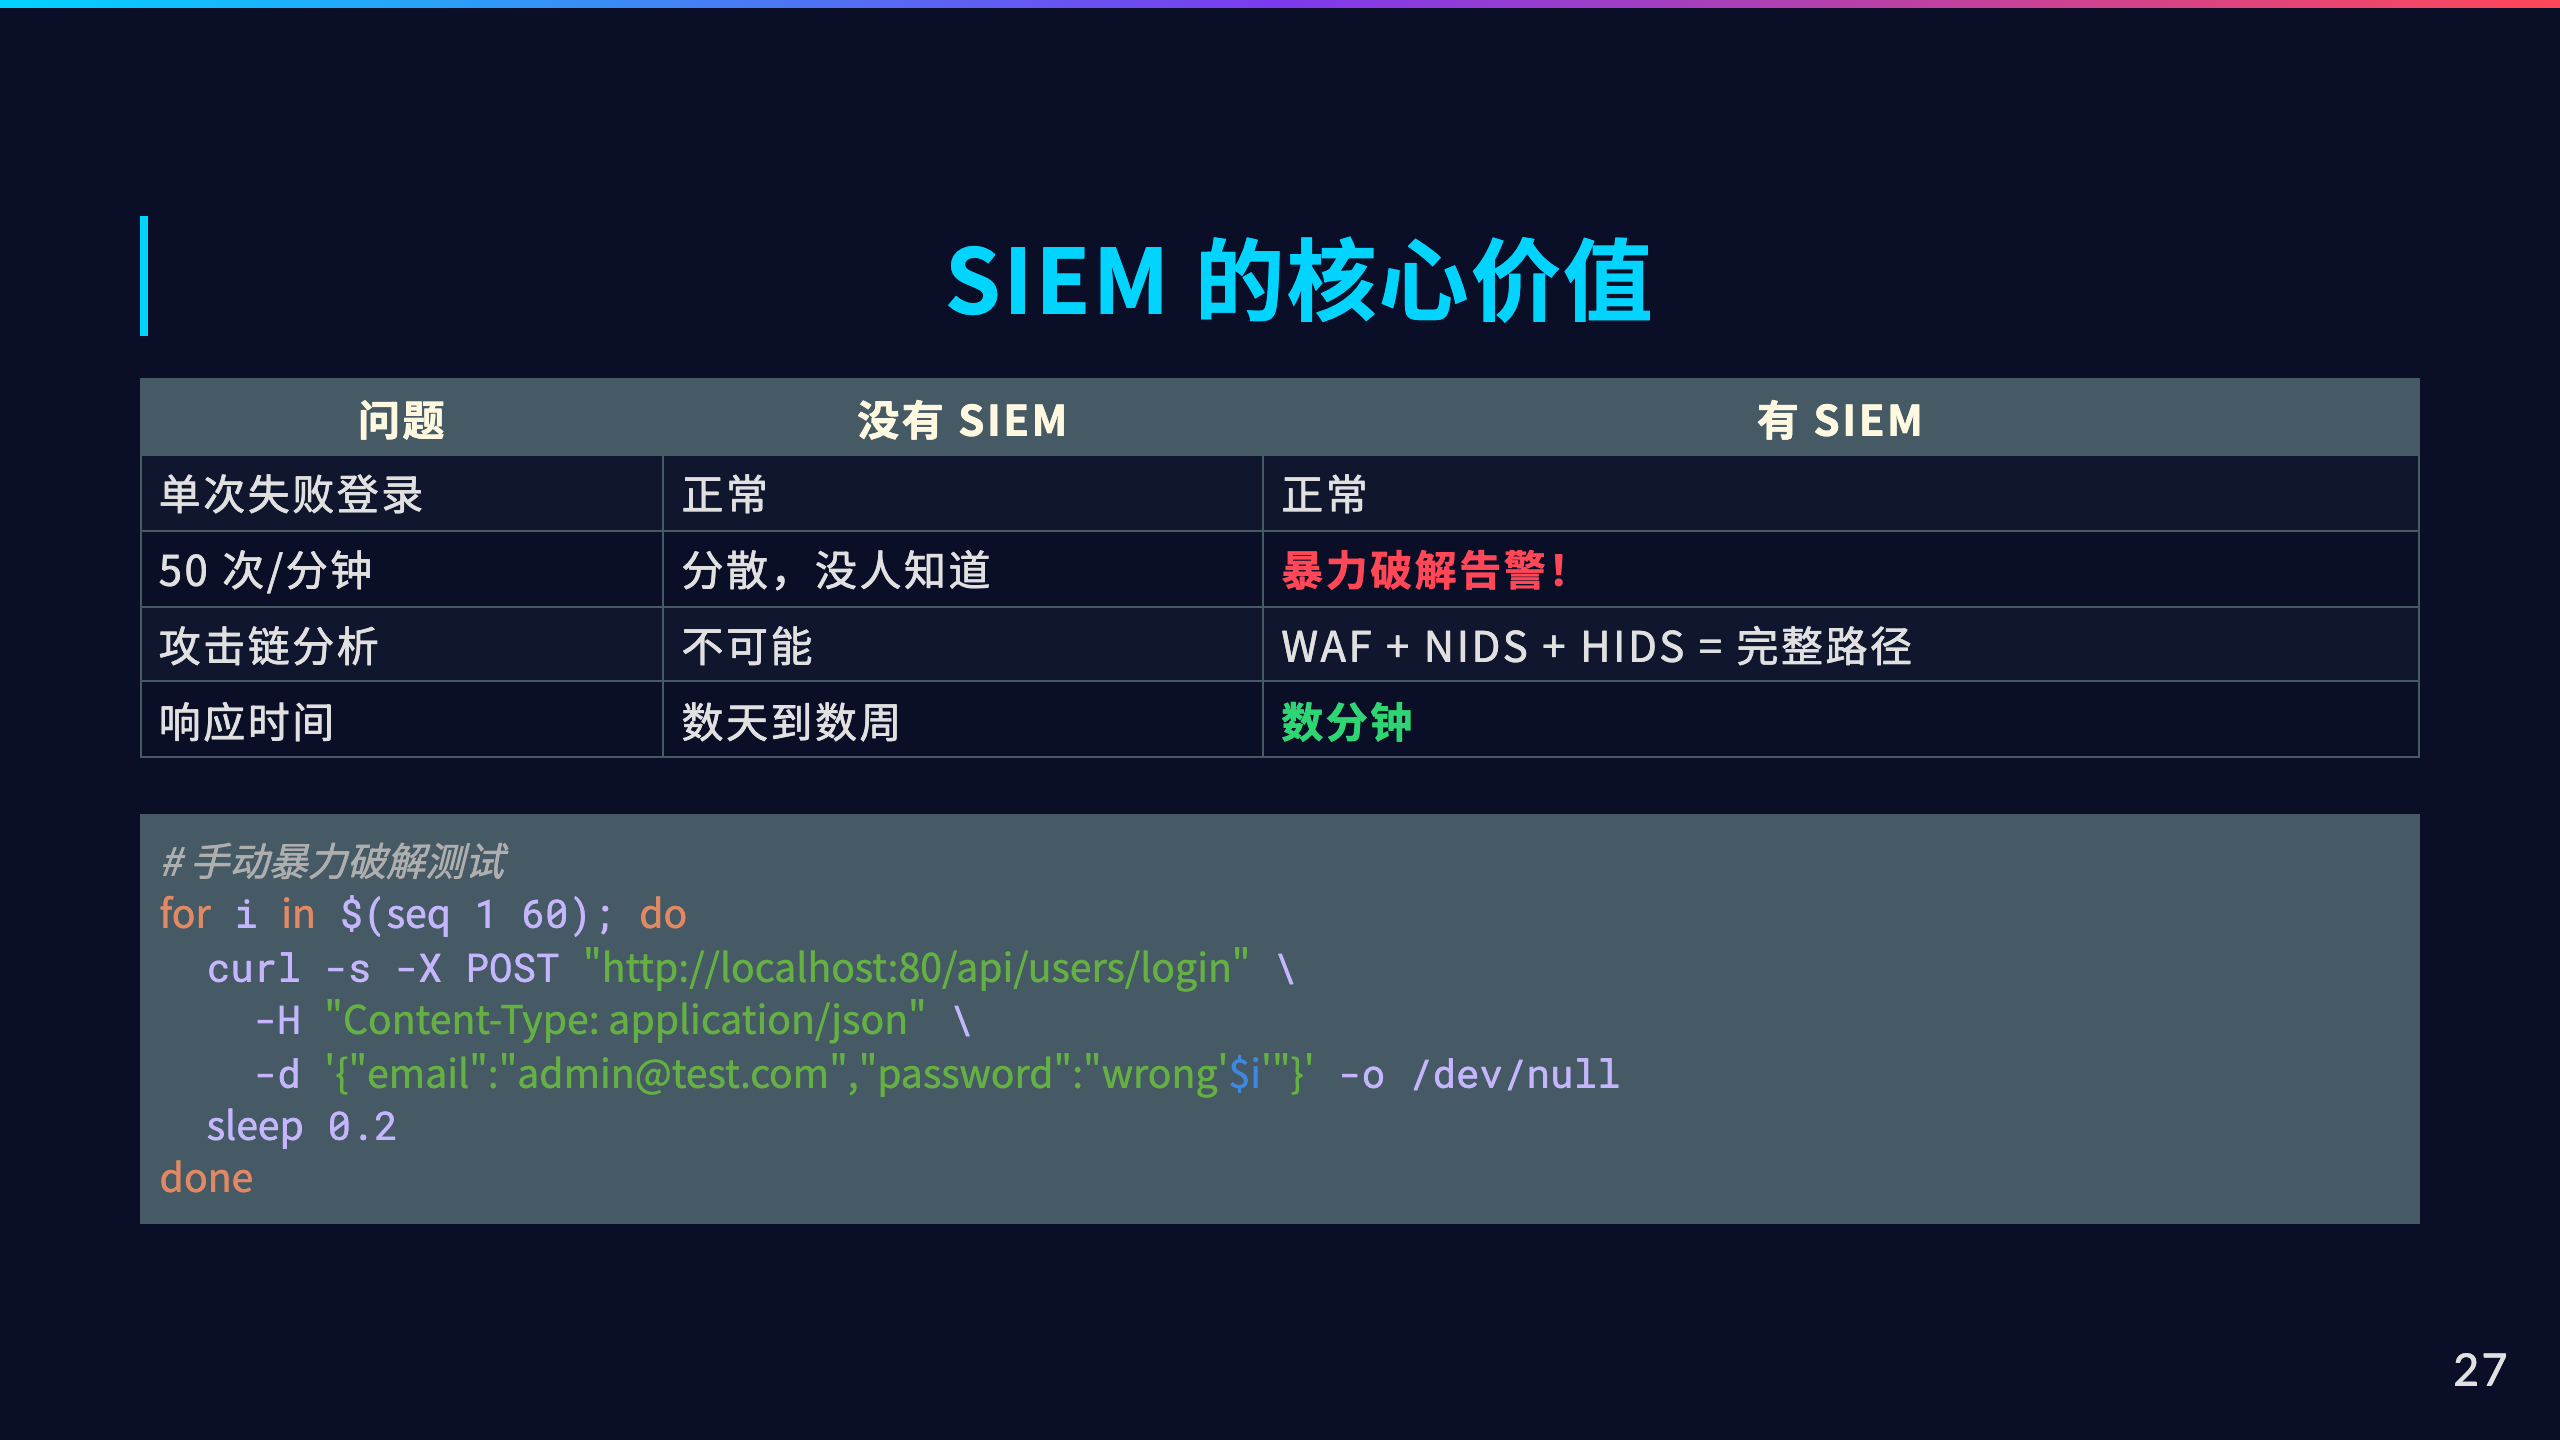 SIEM 的核心价值
问题 没有 SIEM 有 SIEM
单次失败登录 正常 正常
50 次/分钟 分散，没人知道 暴力破解告警！
攻击链分析 不可能 WAF + NIDS + HIDS = 完整路径
响应时间 数天到数周 数分钟
# 手动暴力破解测试
for i in $(seq 1 60); do
  curl -s -X POST "http://localhost:80/api/users/login" \
    -H "Content-Type: application/json" \
    -d '{"email":"admin@test.com","password":"wrong'$i'"}' -o /dev/null
  sleep 0.2
done
27